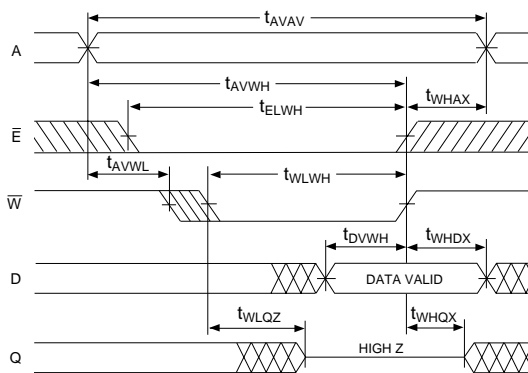 tAVAV
A
tAVWH
tELWH
tWHAX
E̅
tAVWL
tWLWH
W̅
tDVWH
tWHDX
D
DATA VALID
tWLQZ
tWHQX
Q
HIGH Z